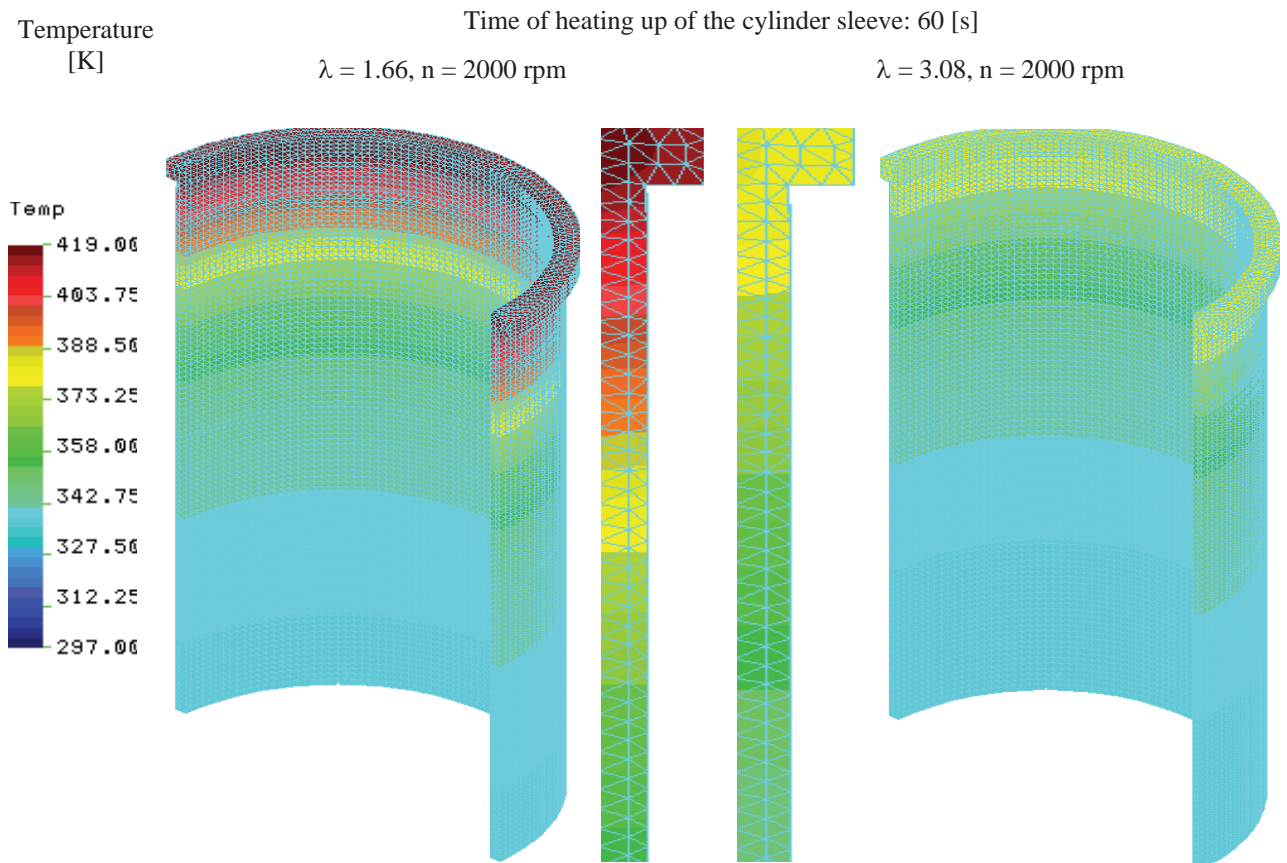 Time of heating up of the cylinder sleeve: 60 [s]
Temperature
[K]
λ = 1.66, n = 2000 rpm
λ = 3.08, n = 2000 rpm
Temp
419.00
403.75
388.50
373.25
358.00
342.75
327.50
312.25
297.00